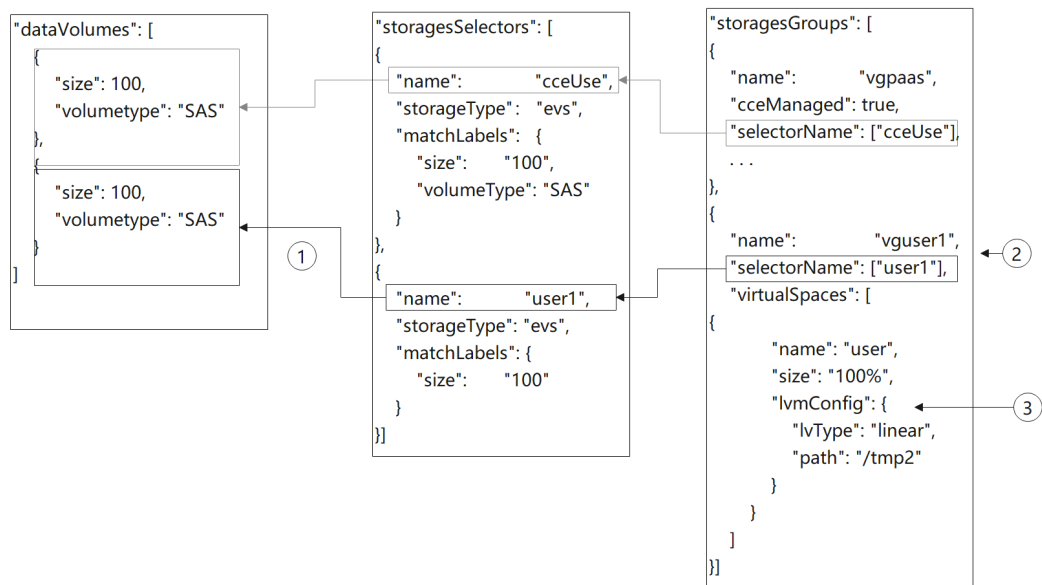 "dataVolumes": [
{
"size": 100,
"volumetype": "SAS"
},
{
"size": 100,
"volumetype": "SAS"
}
]
1
"storagesSelectors": [
{
"name": "cceUse",
"storageType": "evs",
"matchLabels": {
"size": "100",
"volumeType": "SAS"
}
},
{
"name": "user1",
"storageType": "evs",
"matchLabels": {
"size": "100"
}
}]
"storagesGroups": [
{
"name": "vgpaas",
"cceManaged": true,
"selectorName": ["cceUse"],
. . .
},
{
"name": "vguser1",
"selectorName": ["user1"],
"virtualSpaces": [
{
"name": "user",
"size": "100%",
"lvmConfig": {
"lvType": "linear",
"path": "/tmp2"
}
}
]
}]
2
3